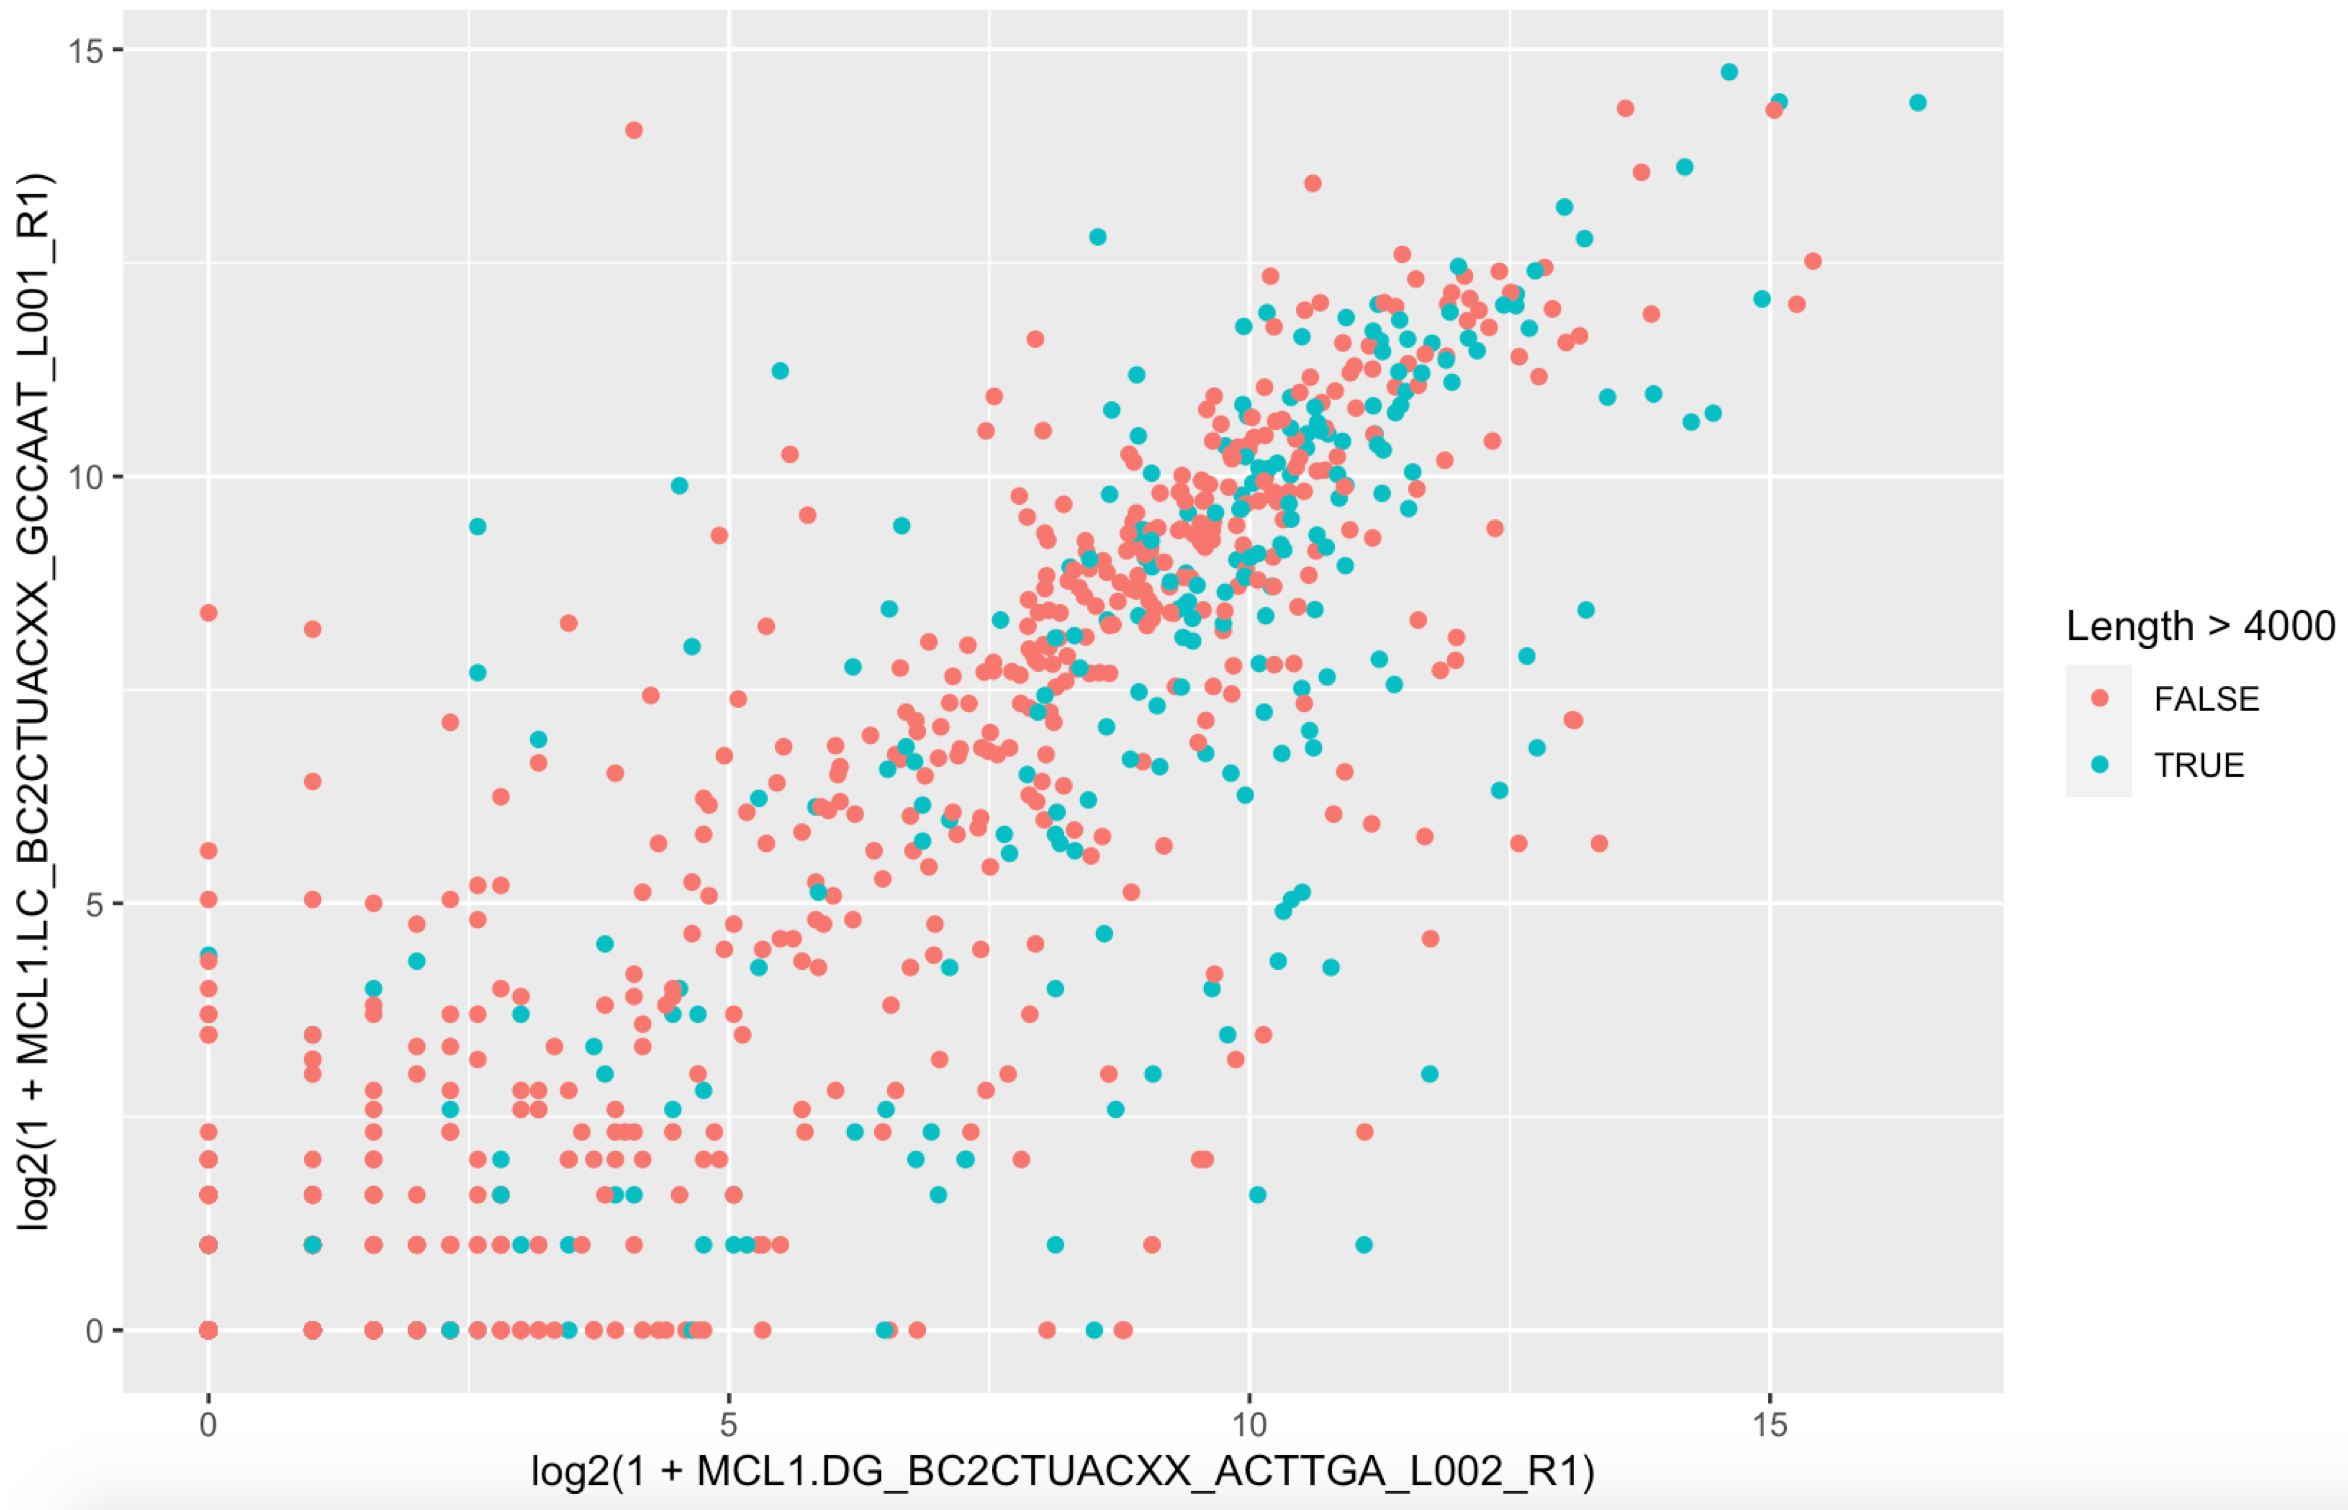 15
10
5
0
0
5
10
15
log2(1 + MCL1.LC_BC2CTUACXX_GCCAAT_L001_R1)
log2(1 + MCL1.DG_BC2CTUACXX_ACTTGA_L002_R1)
Length > 4000
FALSE
TRUE